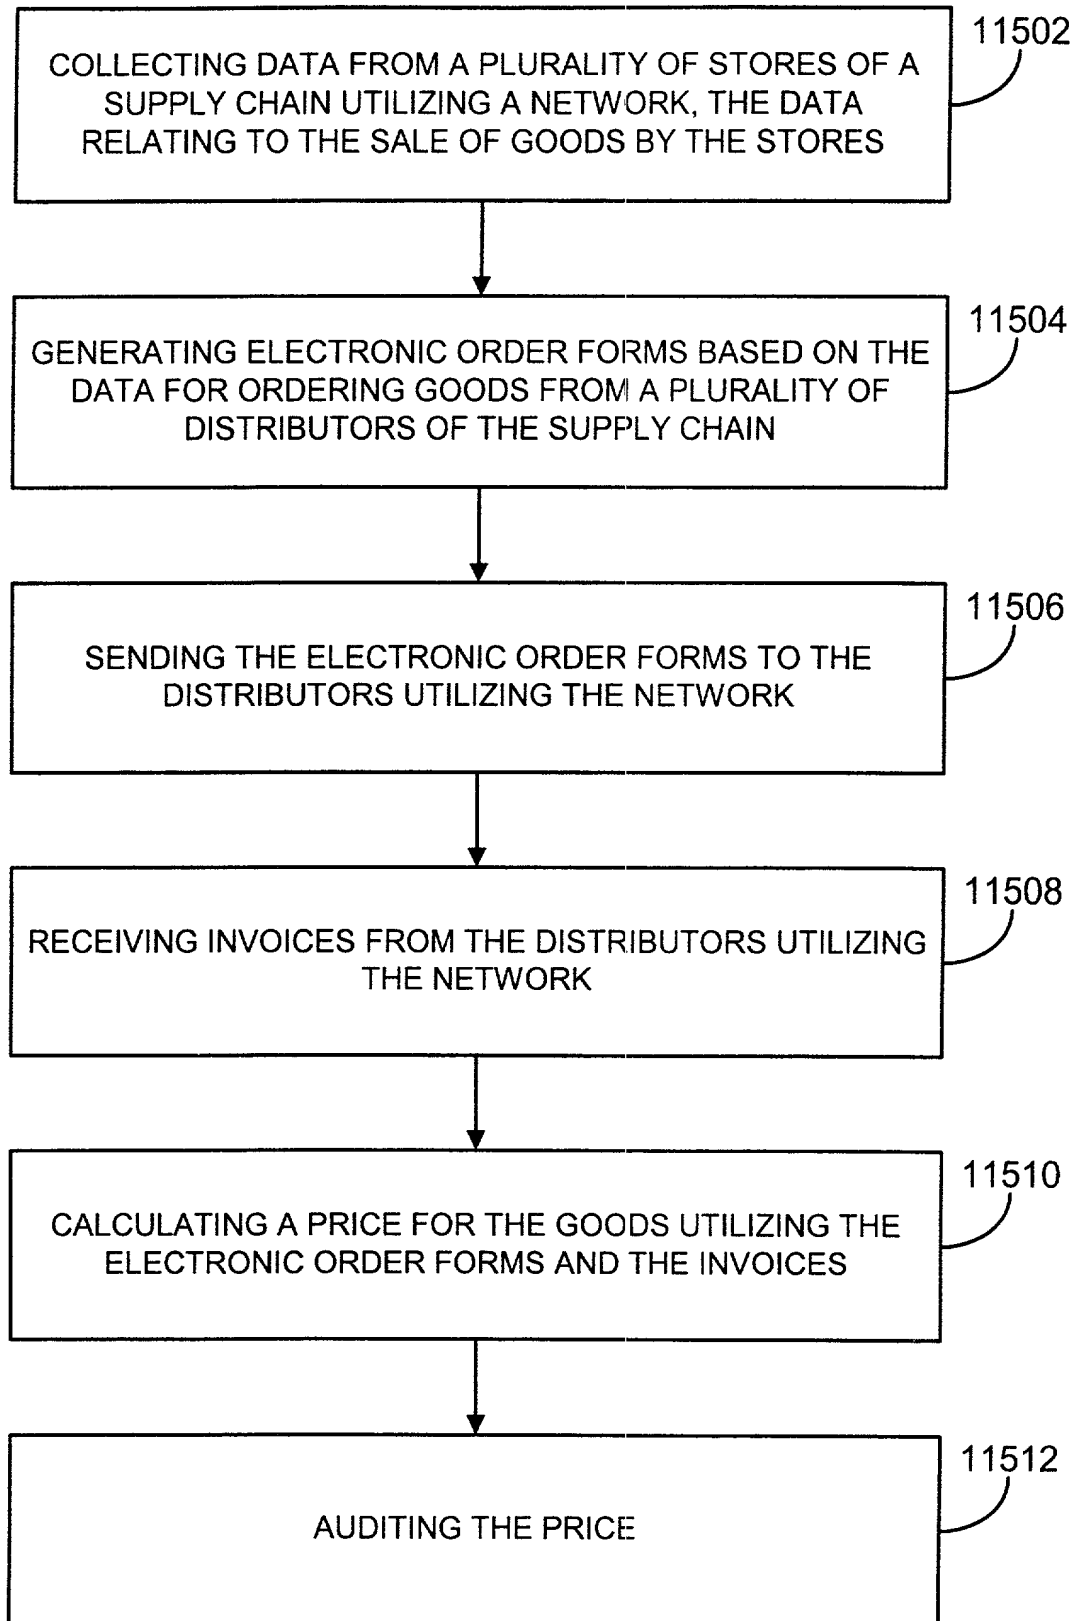 11502
COLLECTING DATA FROM A PLURALITY OF STORES OF A
SUPPLY CHAIN UTILIZING A NETWORK, THE DATA
RELATING TO THE SALE OF GOODS BY THE STORES
11504
GENERATING ELECTRONIC ORDER FORMS BASED ON THE
DATA FOR ORDERING GOODS FROM A PLURALITY OF
DISTRIBUTORS OF THE SUPPLY CHAIN
11506
SENDING THE ELECTRONIC ORDER FORMS TO THE
DISTRIBUTORS UTILIZING THE NETWORK
11508
RECEIVING INVOICES FROM THE DISTRIBUTORS UTILIZING
THE NETWORK
11510
CALCULATING A PRICE FOR THE GOODS UTILIZING THE
ELECTRONIC ORDER FORMS AND THE INVOICES
11512
AUDITING THE PRICE